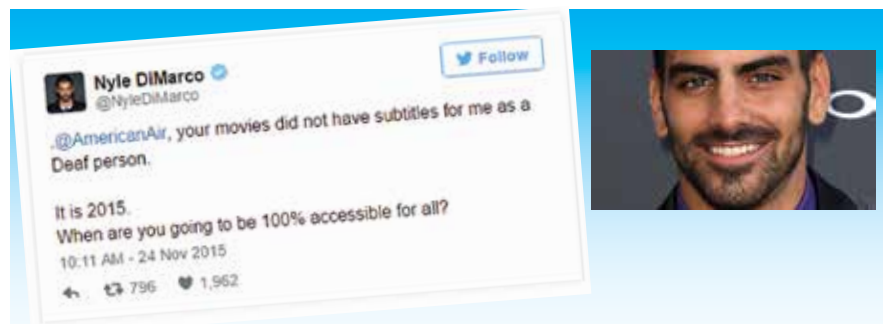 Nyle DiMarco
Follow
@NyleDiMarco
.@AmericanAir, your movies did not have subtitles for me as a
Deaf person.
It is 2015.
When are you going to be 100% accessible for all?
10:11 AM - 24 Nov 2015
796 1,962